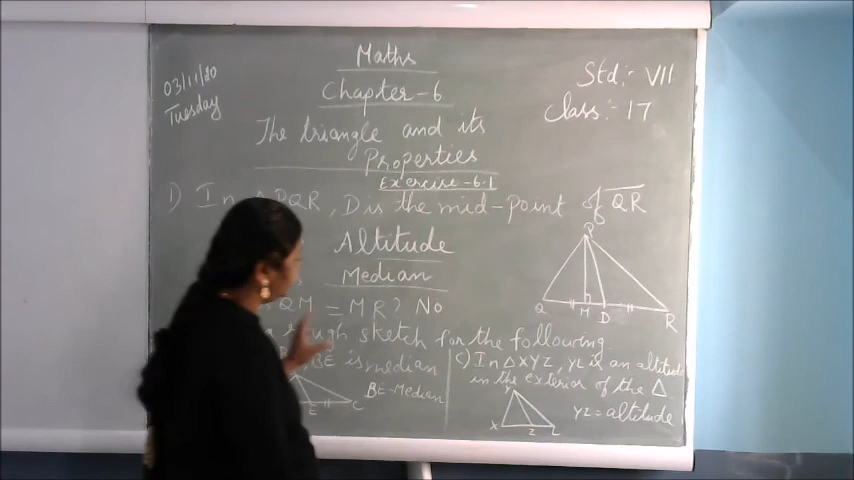 03/11/20
Tuesday
Maths
Chapter-6
Std:- VII
Class:- 17
The triangle and its
Properties
Exercise-6.1
1) In Δ PQR, D is the mid-point of QR
Altitude
Median
QM = MR? No
P
Q M D R
rough sketch for the following
BE is median
E C
BE-Median
c) In ΔXYZ, YL is an altitude
in the exterior of the Δ
Y
X Z L
YZ = altitude